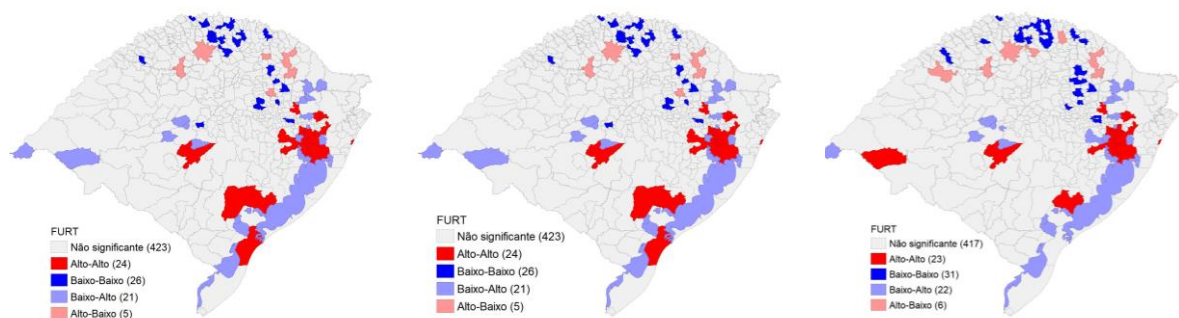 FURT
Não significante (423)
Alto-Alto (24)
Baixo-Baixo (26)
Baixo-Alto (21)
Alto-Baixo (5)
FURT
Não significante (423)
Alto-Alto (24)
Baixo-Baixo (26)
Baixo-Alto (21)
Alto-Baixo (5)
FURT
Não significante (417)
Alto-Alto (23)
Baixo-Baixo (31)
Baixo-Alto (22)
Alto-Baixo (6)